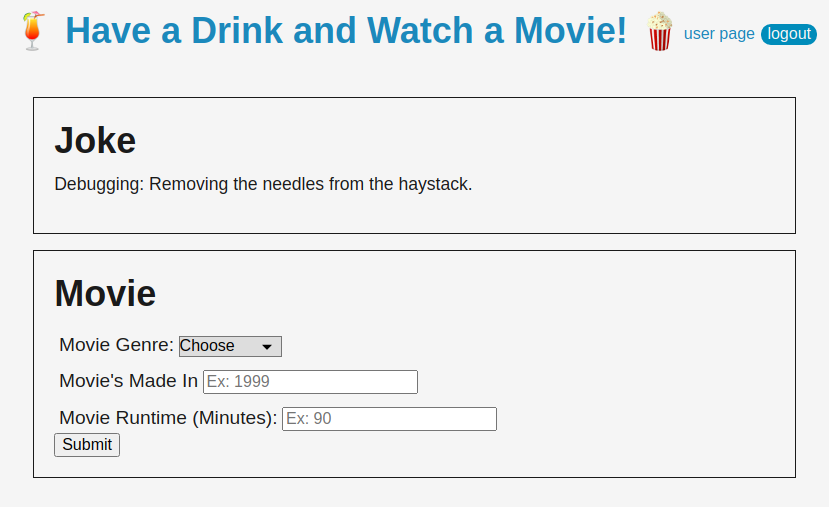 Have a Drink and Watch a Movie! user page logout
Joke
Debugging: Removing the needles from the haystack.
Movie
Movie Genre: Choose
Movie's Made In Ex: 1999
Movie Runtime (Minutes): Ex: 90
Submit